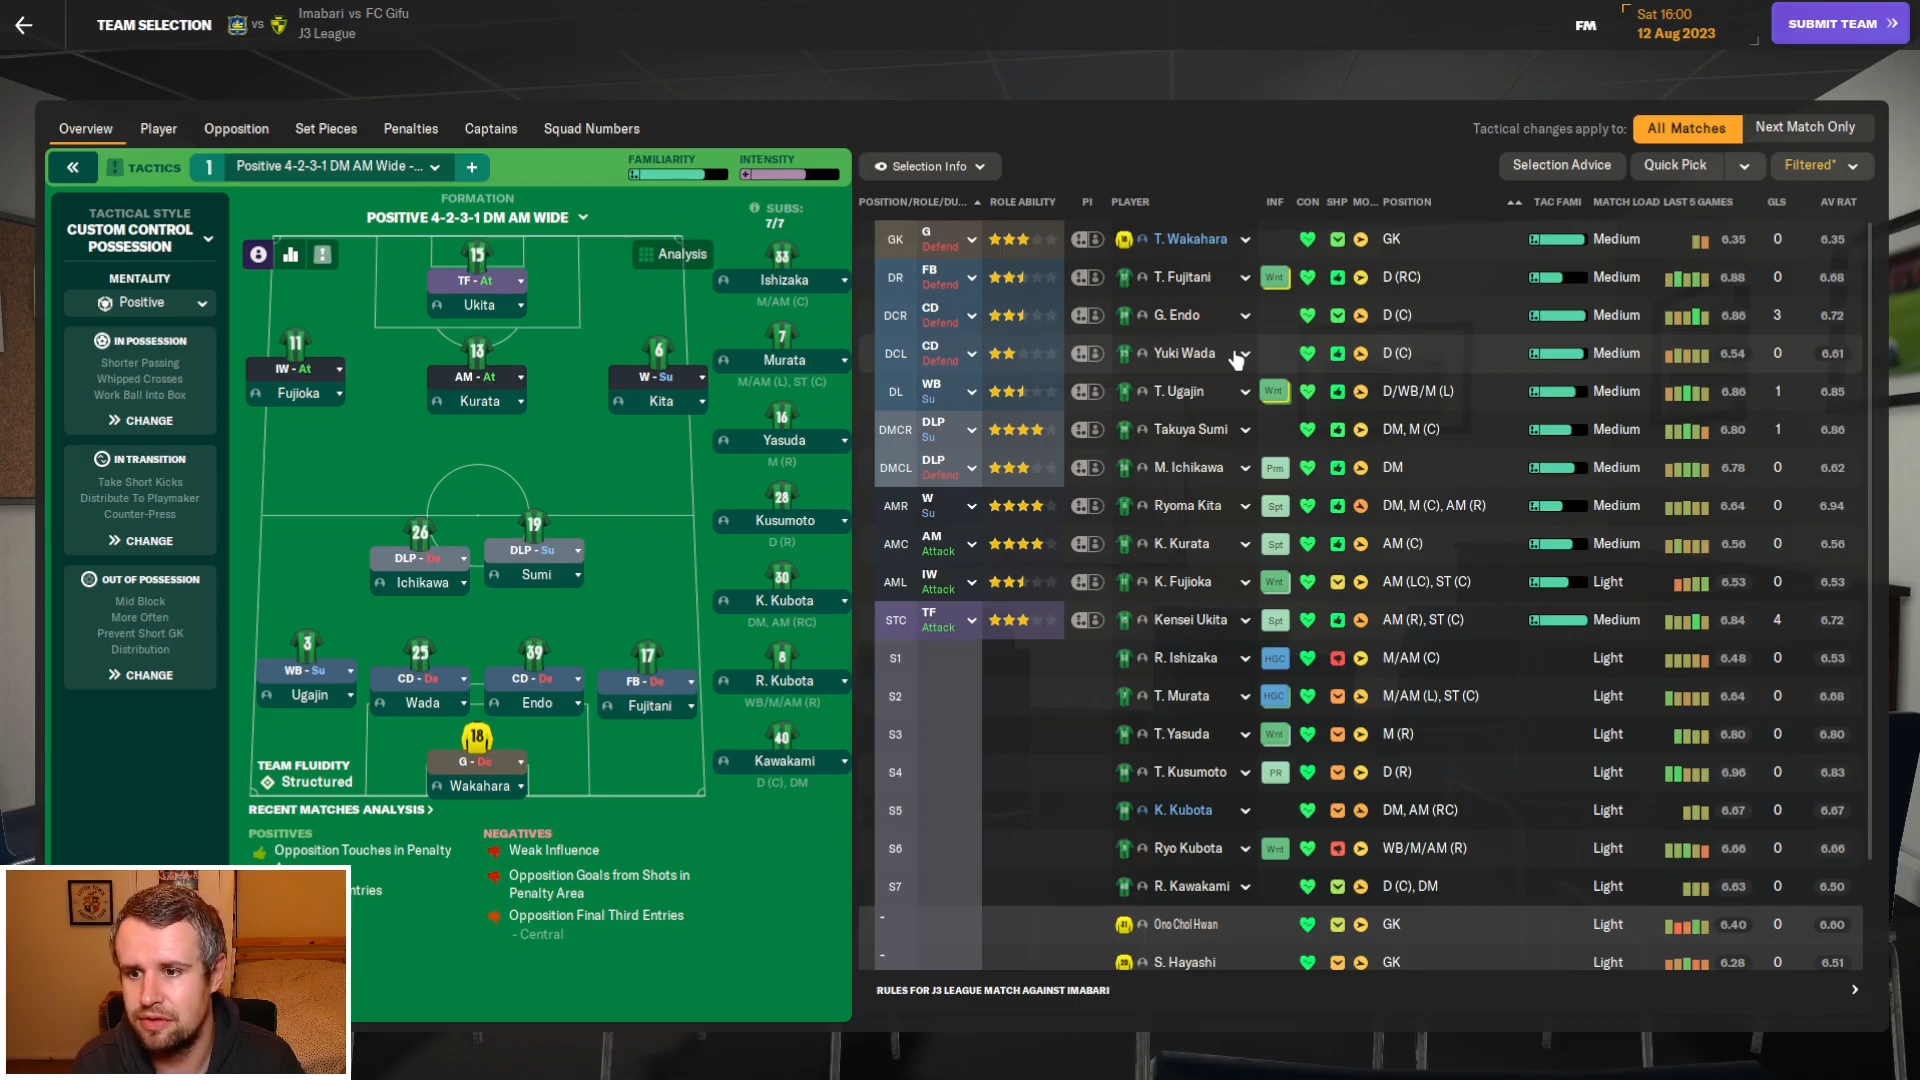 TEAM SELECTION
vs
Imabari vs FC Gifu
J3 League
FM
Sat 16:00
12 Aug 2023
SUBMIT TEAM
Overview
Player
Opposition
Set Pieces
Penalties
Captains
Squad Numbers
Tactical changes apply to:
All Matches
Next Match Only
TACTICS
1
Positive 4-2-3-1 DM AM Wide -...
FAMILIARITY
INTENSITY
Selection Info
Selection Advice
Quick Pick
Filtered*
TACTICAL STYLE
CUSTOM CONTROL POSSESSION
MENTALITY
Positive
IN POSSESSION
Shorter Passing
Whipped Crosses
Work Ball Into Box
CHANGE
IN TRANSITION
Take Short Kicks
Distribute To Playmaker
Counter-Press
CHANGE
OUT OF POSSESSION
Mid Block
More Often
Prevent Short GK
Distribution
CHANGE
FORMATION
POSITIVE 4-2-3-1 DM AM WIDE
SUBS:
7/7
Analysis
15
TF - At
Ukita
11
IW - At
Fujioka
13
AM - At
Kurata
6
W - Su
Kita
26
DLP - De
Ichikawa
19
DLP - Su
Sumi
3
WB - Su
Ugajin
25
CD - De
Wada
39
CD - De
Endo
17
FB - De
Fujitani
18
G - De
Wakahara
TEAM FLUIDITY
Structured
33
Ishizaka
M/AM (C)
7
Murata
M/AM (L), ST (C)
16
Yasuda
M (R)
28
Kusumoto
D (R)
30
K. Kubota
DM, AM (RC)
8
R. Kubota
WB/M/AM (R)
40
Kawakami
D (C), DM
RECENT MATCHES ANALYSIS >
POSITIVES
Opposition Touches in Penalty
ntries
NEGATIVES
Weak Influence
Opposition Goals from Shots in
Penalty Area
Opposition Final Third Entries
- Central
POSITION/ROLE/DU... ROLE ABILITY PI PLAYER INF CON SHP MO... POSITION TAC FAMI MATCH LOAD LAST 5 GAMES GLS AV RAT
GK G Defend T. Wakahara GK Medium 6.35 0 6.35
DR FB Defend T. Fujitani Wnt D (RC) Medium 6.88 0 6.68
DCR CD Defend G. Endo D (C) Medium 6.86 3 6.72
DCL CD Defend Yuki Wada D (C) Medium 6.54 0 6.61
DL WB Su T. Ugajin Wnt D/WB/M (L) Medium 6.86 1 6.85
DMCR DLP Su Takuya Sumi DM, M (C) Medium 6.80 1 6.86
DMCL DLP Defend M. Ichikawa Prm DM Medium 6.78 0 6.62
AMR W Su Ryoma Kita Spt DM, M (C), AM (R) Medium 6.64 0 6.94
AMC AM Attack K. Kurata Spt AM (C) Medium 6.56 0 6.56
AML IW Attack K. Fujioka Wnt AM (LC), ST (C) Light 6.53 0 6.53
STC TF Attack Kensei Ukita Spt AM (R), ST (C) Medium 6.84 4 6.72
S1 R. Ishizaka HGC M/AM (C) Light 6.48 0 6.53
S2 T. Murata HGC M/AM (L), ST (C) Light 6.64 0 6.68
S3 T. Yasuda Wnt M (R) Light 6.80 0 6.80
S4 T. Kusumoto PR D (R) Light 6.96 0 6.83
S5 K. Kubota DM, AM (RC) Light 6.67 0 6.67
S6 Ryo Kubota Wnt WB/M/AM (R) Light 6.66 0 6.66
S7 R. Kawakami D (C), DM Light 6.63 0 6.50
- Ono Chol Hwan GK Light 6.40 0 6.60
- S. Hayashi GK Light 6.28 0 6.51
RULES FOR J3 LEAGUE MATCH AGAINST IMABARI